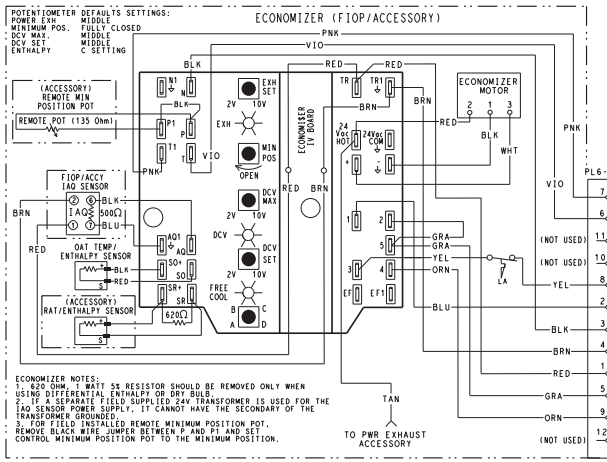 POTENTIOMETER DEFAULTS SETTINGS:
POWER EXH MIDDLE
MINIMUM POS. FULLY CLOSED
DCV MAX. MIDDLE
DCV SET MIDDLE
ENTHALPY C SETTING
ECONOMIZER (FIOP/ACCESSORY)
PNK
VIO
BLK
RED
RED
(ACCESSORY)
REMOTE MIN
POSITION POT
REMOTE POT (135 Ohm)
N1
N
BLK
P1
P
T1
T
PNK
VIO
EXH
SET
2V 10V
EXH
MIN
POS
OPEN
DCV
MAX
2V 10V
DCV
DCV
SET
2V 10V
FREE
COOL
B C
A D
ECONOMISER
IV BOARD
RED
BRN
BRN
TR
TR1
BRN
24
Vac
HOT
24Vac
COM
+
-
1
2
5
3
4
EF
EF1
ECONOMIZER
MOTOR
2 1 3
RED
BLK
WHT
PNK
VIO
PL6-
7
6
11
(NOT USED)
10
(NOT USED)
8
YEL
2
BLU
3
BLK
4
BRN
1
RED
5
GRA
9
ORN
12
(NOT USED)
GRA
GRA
YEL
ORN
LA
FIOP/ACCY
IAQ SENSOR
2 6
IAQ
500Ω
1 7
BLK
BLU
BRN
RED
AQ1
AQ
OAT TEMP/
ENTHALPY SENSOR
+
S
BLK
RED
SO+
SO
(ACCESSORY)
RAT/ENTHALPY SENSOR
+
S
SR+
SR
620Ω
TAN
TO PWR EXHAUST
ACCESSORY
ECONOMIZER NOTES:
1. 620 OHM, 1 WATT 5% RESISTOR SHOULD BE REMOVED ONLY WHEN
USING DIFFERENTIAL ENTHALPY OR DRY BULB.
2. IF A SEPARATE FIELD SUPPLIED 24V TRANSFORMER IS USED FOR THE
IAQ SENSOR POWER SUPPLY, IT CANNOT HAVE THE SECONDARY OF THE
TRANSFORMER GROUNDED.
3. FOR FIELD INSTALLED REMOTE MINIMUM POSITION POT,
REMOVE BLACK WIRE JUMPER BETWEEN P AND P1 AND SET
CONTROL MINIMUM POSITION POT TO THE MINIMUM POSITION.